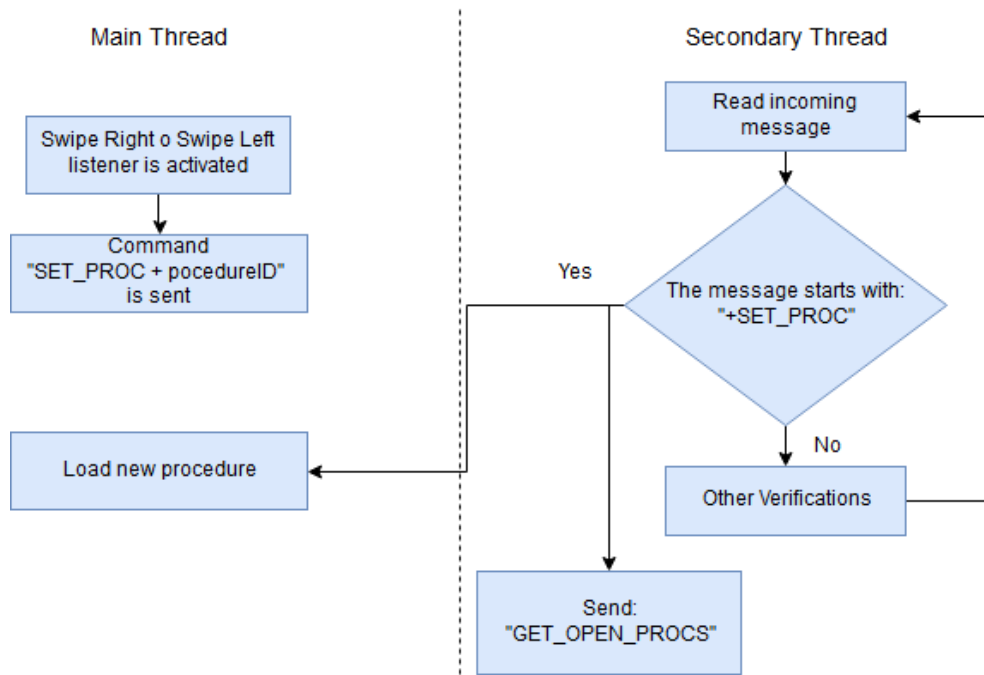 Main Thread
Secondary Thread
Swipe Right o Swipe Left
listener is activated
Command
"SET_PROC + pocedureID"
is sent
Load new procedure
Read incoming
message
The message starts with:
"+SET_PROC"
Yes
No
Other Verifications
Send:
"GET_OPEN_PROCS"